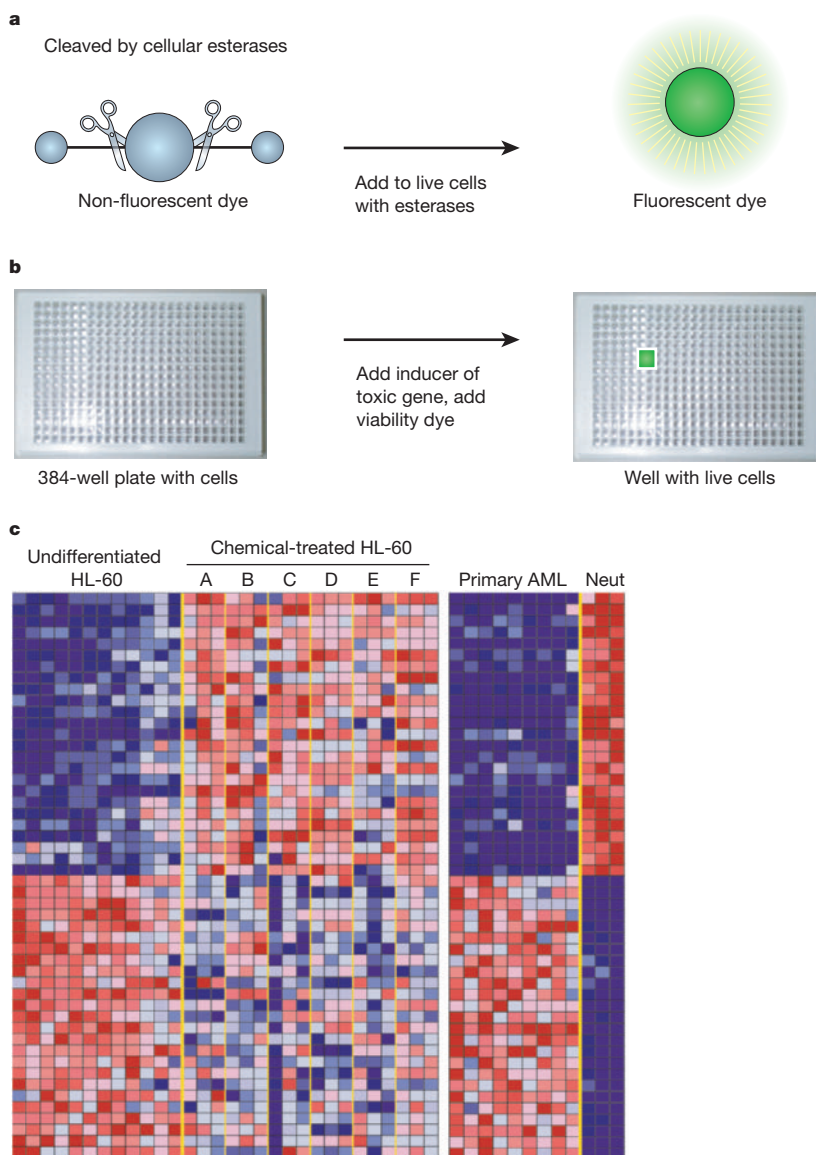 a
Cleaved by cellular esterases
Non-fluorescent dye
Add to live cells
with esterases
Fluorescent dye
b
384-well plate with cells
Add inducer of
toxic gene, add
viability dye
Well with live cells
c
Undifferentiated
HL-60
Chemical-treated HL-60
A B C D E F
Primary AML
Neut